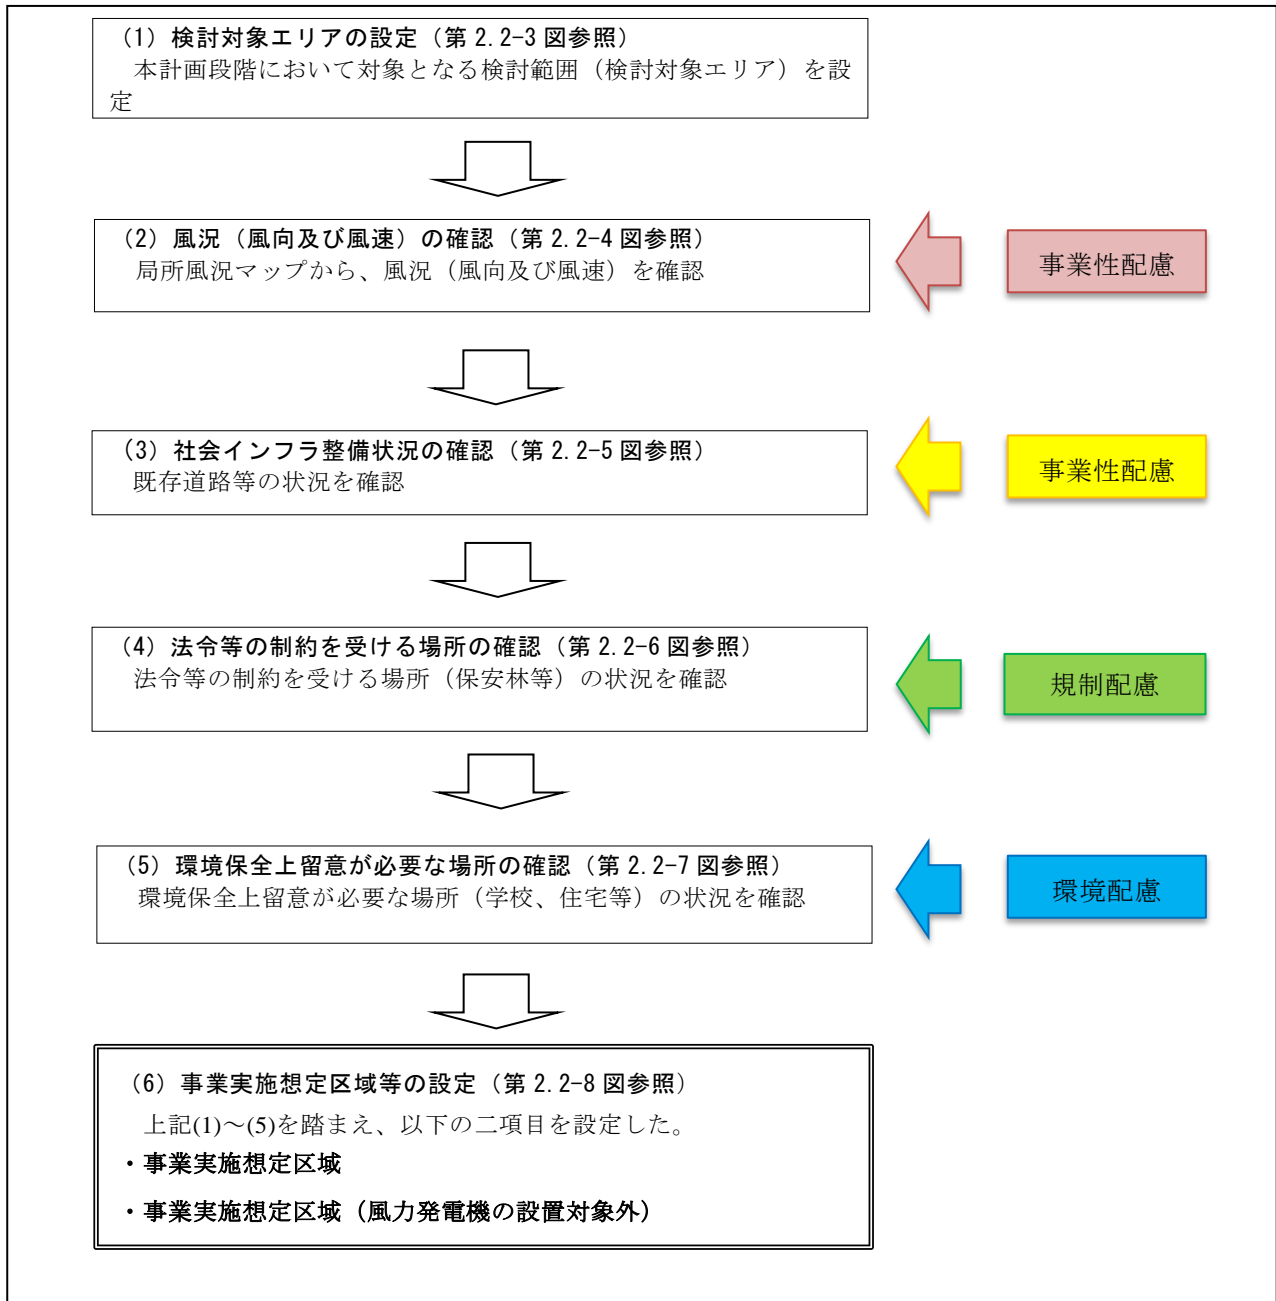 （1）検討対象エリアの設定（第 2.2-3 図参照）
本計画段階において対象となる検討範囲（検討対象エリア）を設
定
（2）風況（風向及び風速）の確認（第 2.2-4 図参照）
局所風況マップから、風況（風向及び風速）を確認
事業性配慮
（3）社会インフラ整備状況の確認（第 2.2-5 図参照）
既存道路等の状況を確認
事業性配慮
（4）法令等の制約を受ける場所の確認（第 2.2-6 図参照）
法令等の制約を受ける場所（保安林等）の状況を確認
規制配慮
（5）環境保全上留意が必要な場所の確認（第 2.2-7 図参照）
環境保全上留意が必要な場所（学校、住宅等）の状況を確認
環境配慮
（6）事業実施想定区域等の設定（第 2.2-8 図参照）
上記(1)～(5)を踏まえ、以下の二項目を設定した。
・事業実施想定区域
・事業実施想定区域（風力発電機の設置対象外）